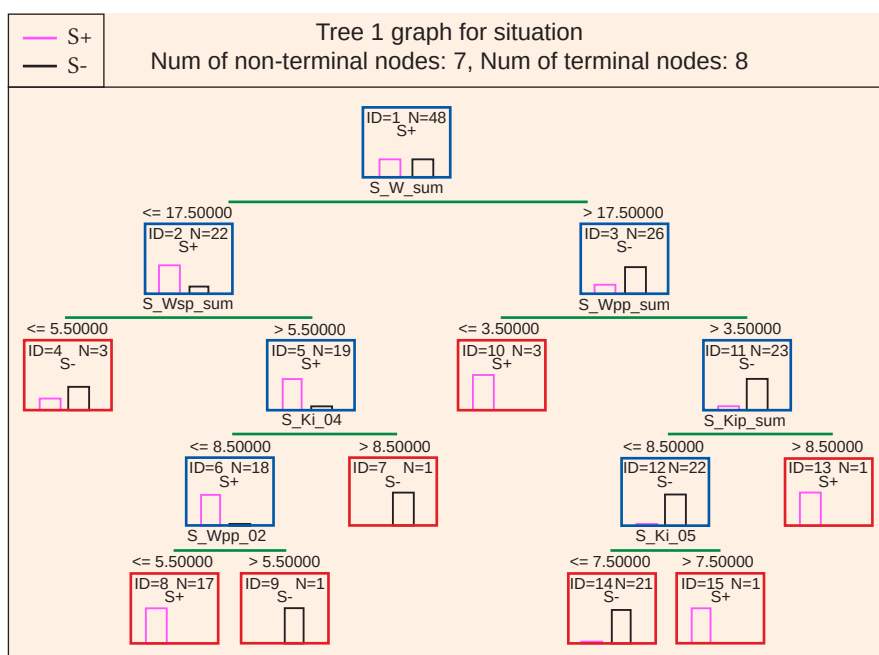 S+
S-
Tree 1 graph for situation
Num of non-terminal nodes: 7, Num of terminal nodes: 8
ID=1 N=48
S+
S_W_sum
<= 17.50000 > 17.50000
ID=2 N=22 ID=3 N=26
S+ S-
S_Wsp_sum S_Wpp_sum
<= 5.50000 > 5.50000 <= 3.50000 > 3.50000
ID=4 N=3 ID=5 N=19 ID=10 N=3 ID=11 N=23
S- S+ S+ S-
S_Ki_04 S_Kip_sum
<= 8.50000 > 8.50000 <= 8.50000 > 8.50000
ID=6 N=18 ID=7 N=1 ID=12 N=22 ID=13 N=1
S+ S- S- S+
S_Wpp_02 S_Ki_05
<= 5.50000 > 5.50000 <= 7.50000 > 7.50000
ID=8 N=17 ID=9 N=1 ID=14 N=21 ID=15 N=1
S+ S- S- S+